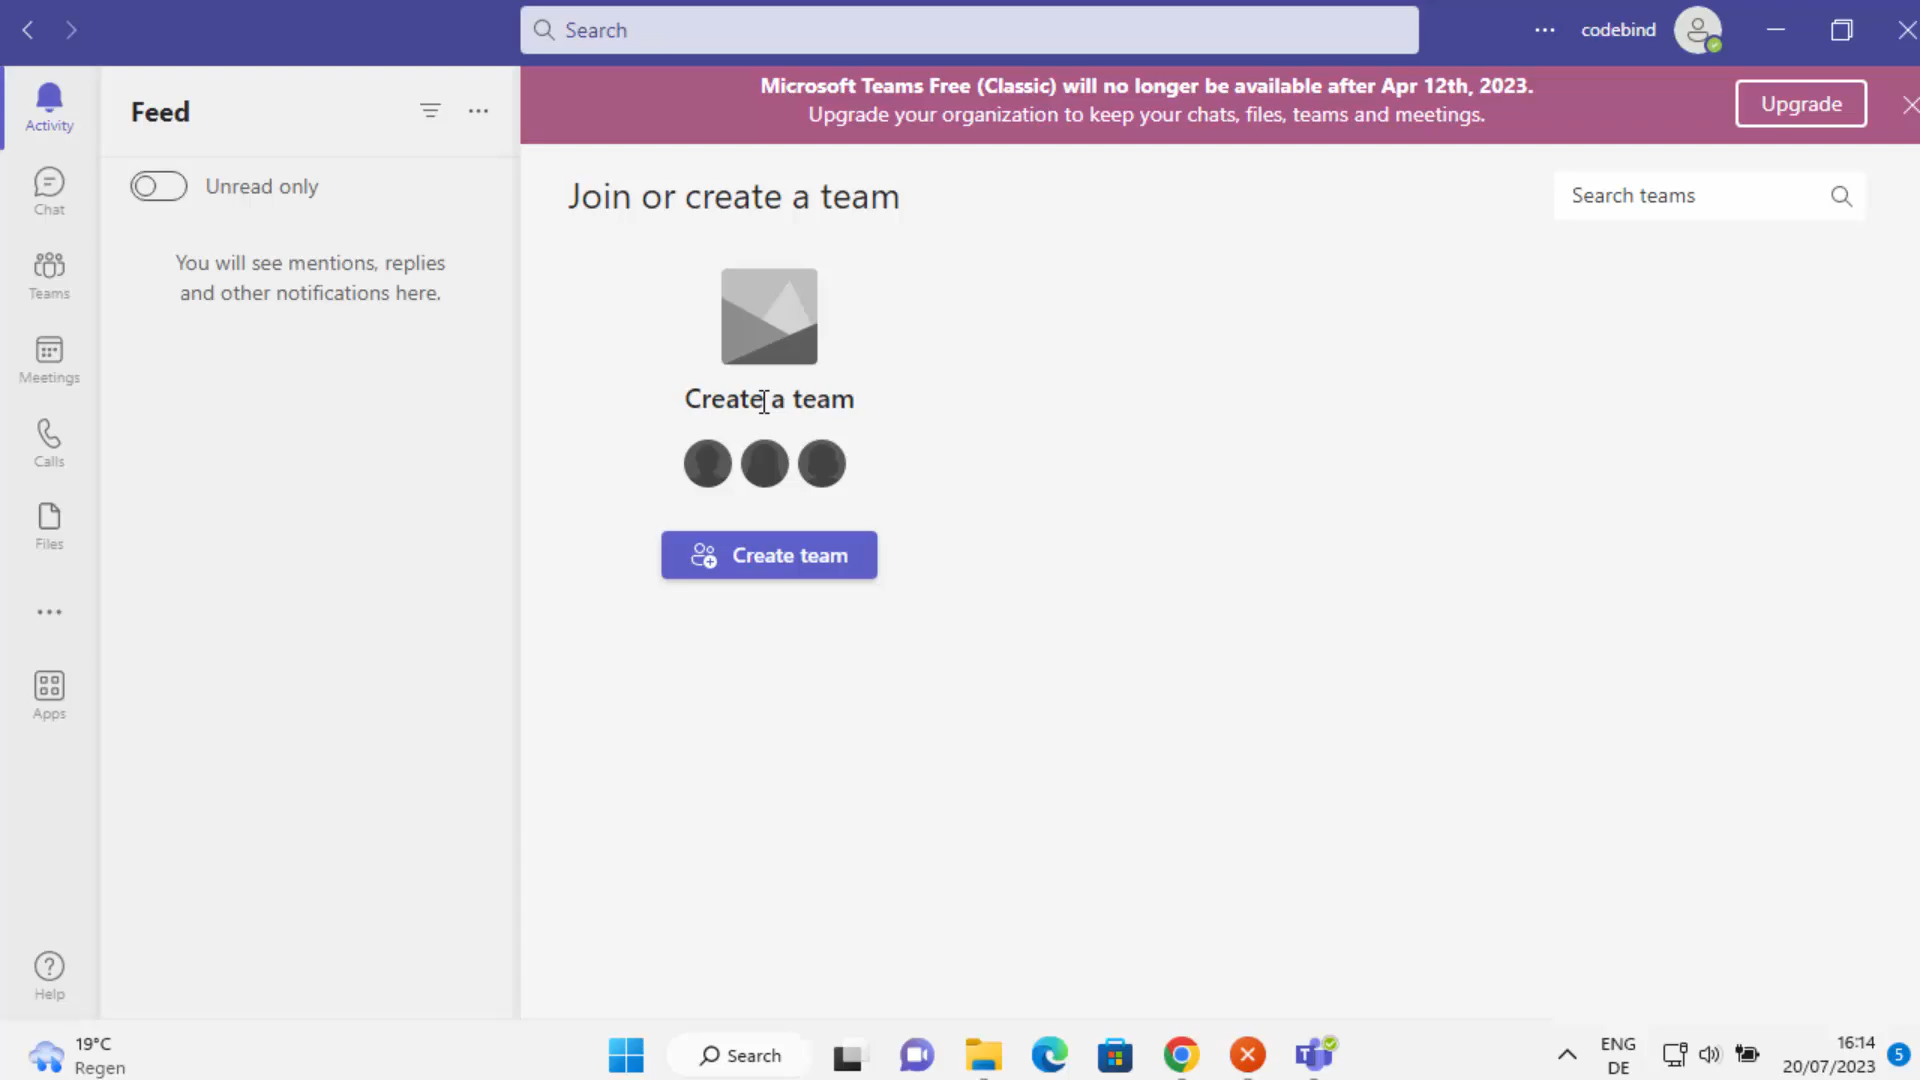 Search
codebind
Activity
Chat
Teams
Meetings
Calls
Files
Apps
Help
Feed
Unread only
You will see mentions, replies
and other notifications here.
Microsoft Teams Free (Classic) will no longer be available after Apr 12th, 2023.
Upgrade your organization to keep your chats, files, teams and meetings.
Upgrade
Join or create a team
Search teams
Create a team
Create team
19°C
Regen
Search
ENG
DE
16:14
20/07/2023
5